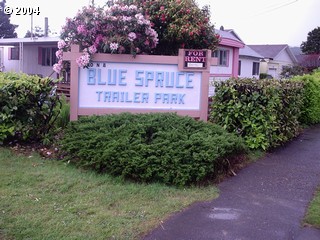 © 2004
FOR
RENT
BLUE SPRUCE
TRAILER PARK